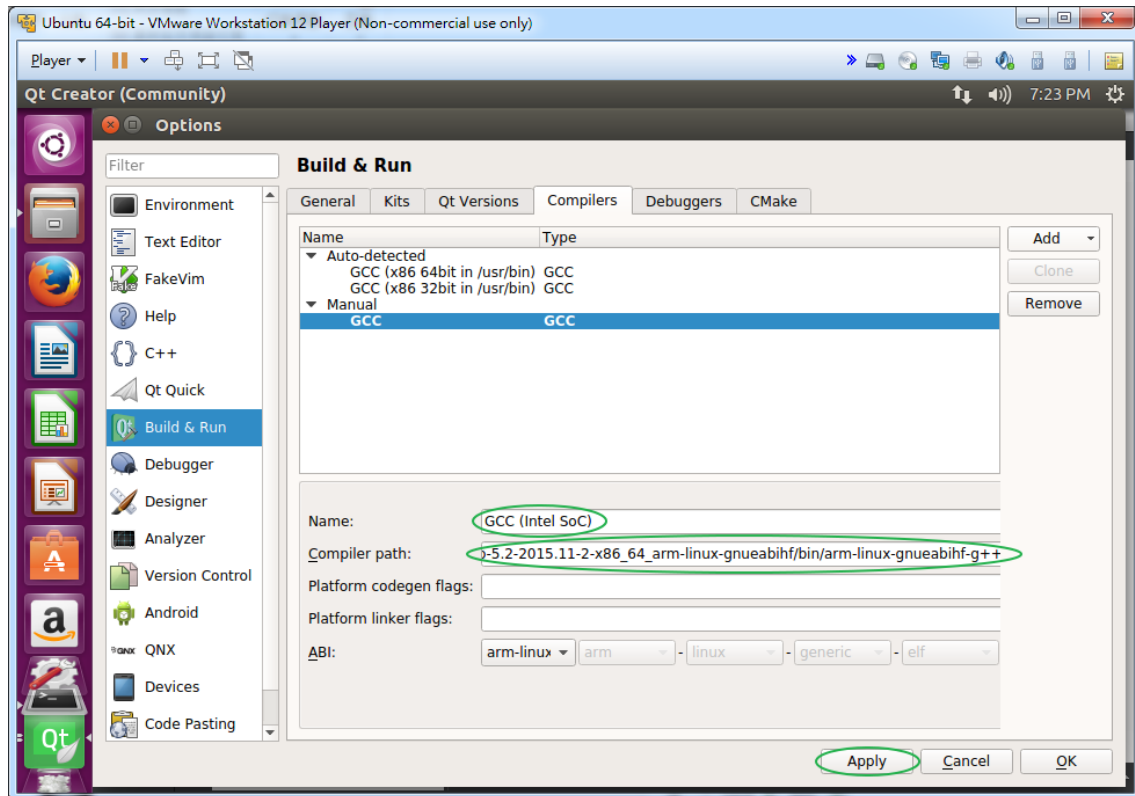 Ubuntu 64-bit - VMware Workstation 12 Player (Non-commercial use only)
Player
Qt Creator (Community)
7:23 PM
Options
Filter
Build & Run
Environment
Text Editor
FakeVim
Help
C++
Qt Quick
Build & Run
Debugger
Designer
Analyzer
Version Control
Android
QNX
Devices
Code Pasting
General Kits Qt Versions Compilers Debuggers CMake
Name Type
Auto-detected
GCC (x86 64bit in /usr/bin) GCC
GCC (x86 32bit in /usr/bin) GCC
Manual
GCC GCC
Add
Clone
Remove
Name: GCC (Intel SoC)
Compiler path: -5.2-2015.11-2-x86_64_arm-linux-gnueabihf/bin/arm-linux-gnueabihf-g++
Platform codegen flags:
Platform linker flags:
ABI: arm-linux arm - linux - generic - elf
Apply Cancel OK